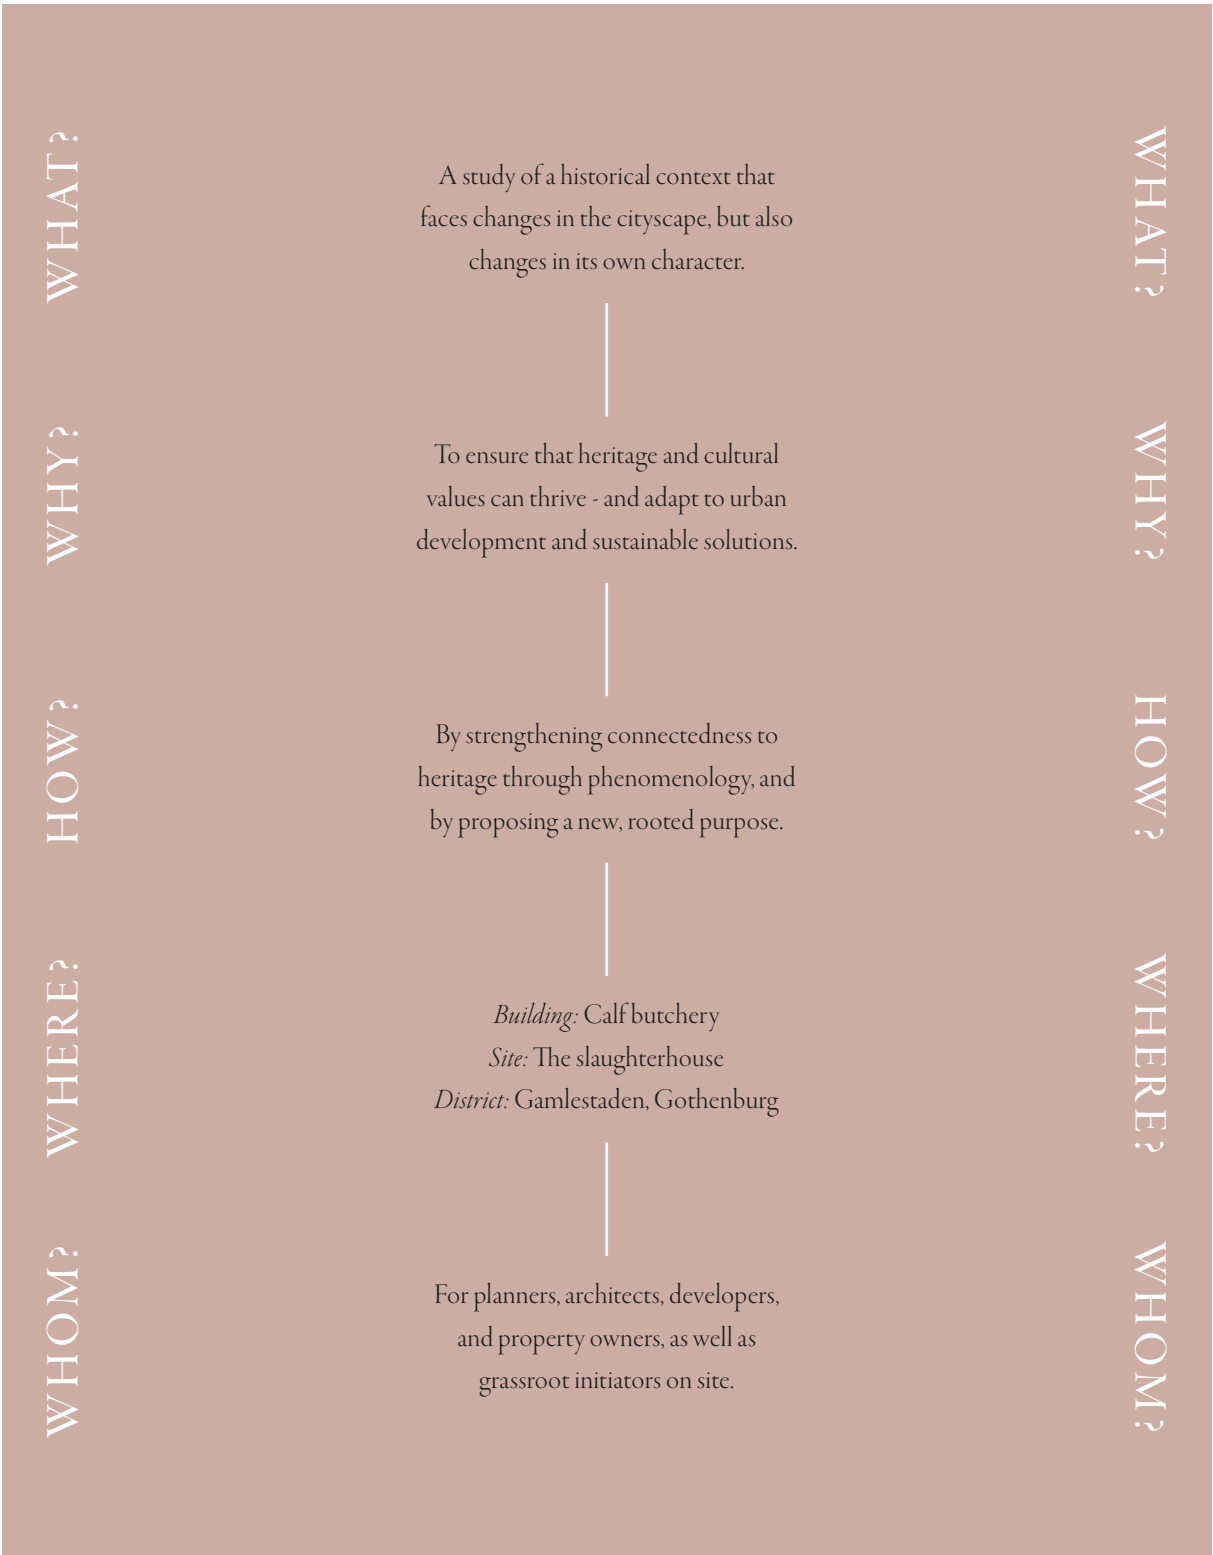 WHAT?
A study of a historical context that
faces changes in the cityscape, but also
changes in its own character.
WHAT?
WHY?
To ensure that heritage and cultural
values can thrive - and adapt to urban
development and sustainable solutions.
WHY?
HOW?
By strengthening connectedness to
heritage through phenomenology, and
by proposing a new, rooted purpose.
HOW?
WHERE?
Building: Calf butchery
Site: The slaughterhouse
District: Gamlestaden, Gothenburg
WHERE?
WHOM?
For planners, architects, developers,
and property owners, as well as
grassroot initiators on site.
WHOM?